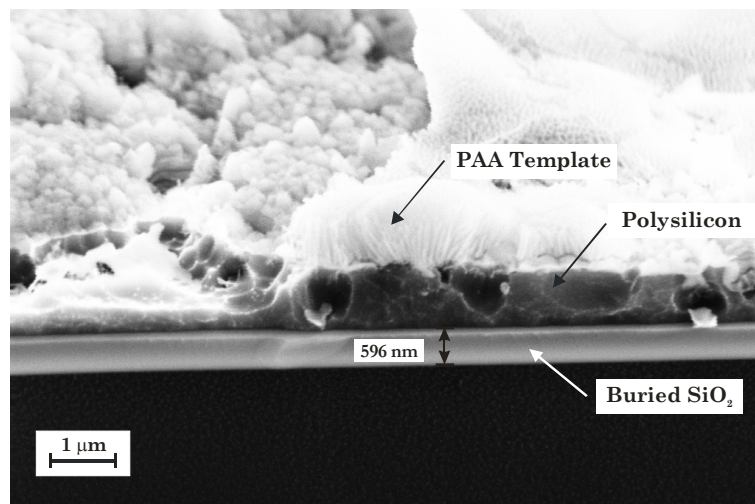 PAA Template
Polysilicon
596 nm
Buried SiO₂
1 μm